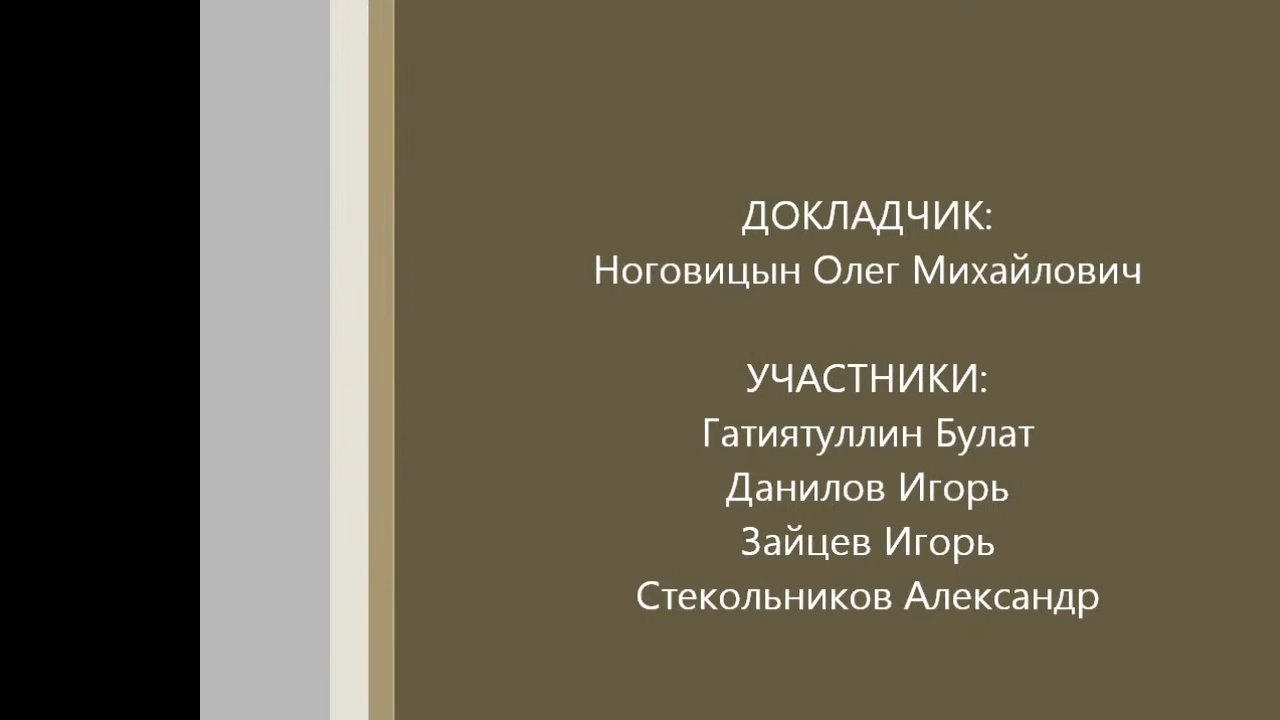 ДОКЛАДЧИК:
Ноговицын Олег Михайлович
УЧАСТНИКИ:
Гатиятуллин Булат
Данилов Игорь
Зайцев Игорь
Стекольников Александр